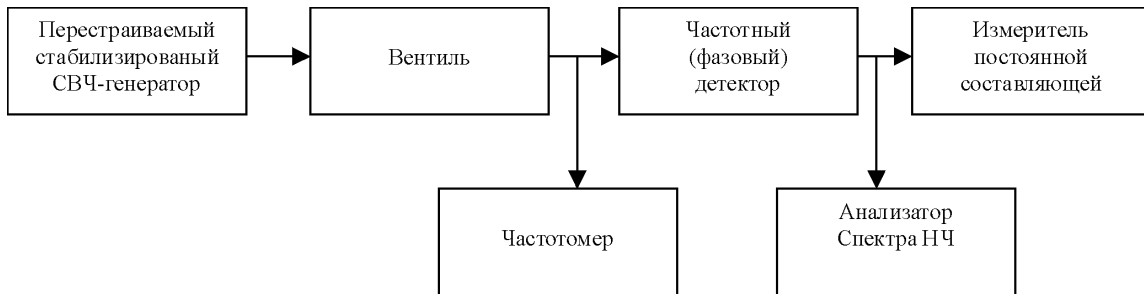 Перестраиваемый
стабилизированый
СВЧ-генератор
Вентиль
Частотный
(фазовый)
детектор
Измеритель
постоянной
составляющей
Частотомер
Анализатор
Спектра НЧ